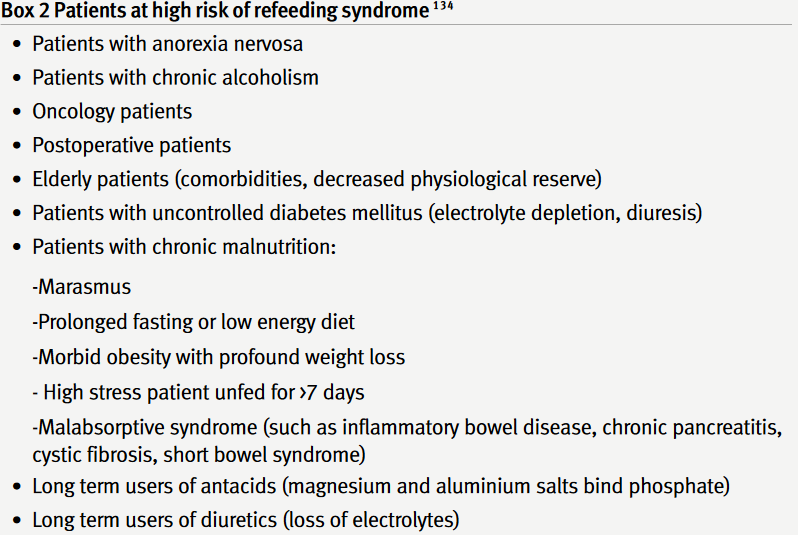 Box 2 Patients at high risk of refeeding syndrome 1 3 4
• Patients with anorexia nervosa
• Patients with chronic alcoholism
• Oncology patients
• Postoperative patients
• Elderly patients (comorbidities, decreased physiological reserve)
• Patients with uncontrolled diabetes mellitus (electrolyte depletion, diuresis)
• Patients with chronic malnutrition:
-Marasmus
-Prolonged fasting or low energy diet
-Morbid obesity with profound weight loss
- High stress patient unfed for >7 days
-Malabsorptive syndrome (such as inflammatory bowel disease, chronic pancreatitis,
cystic fibrosis, short bowel syndrome)
• Long term users of antacids (magnesium and aluminium salts bind phosphate)
• Long term users of diuretics (loss of electrolytes)